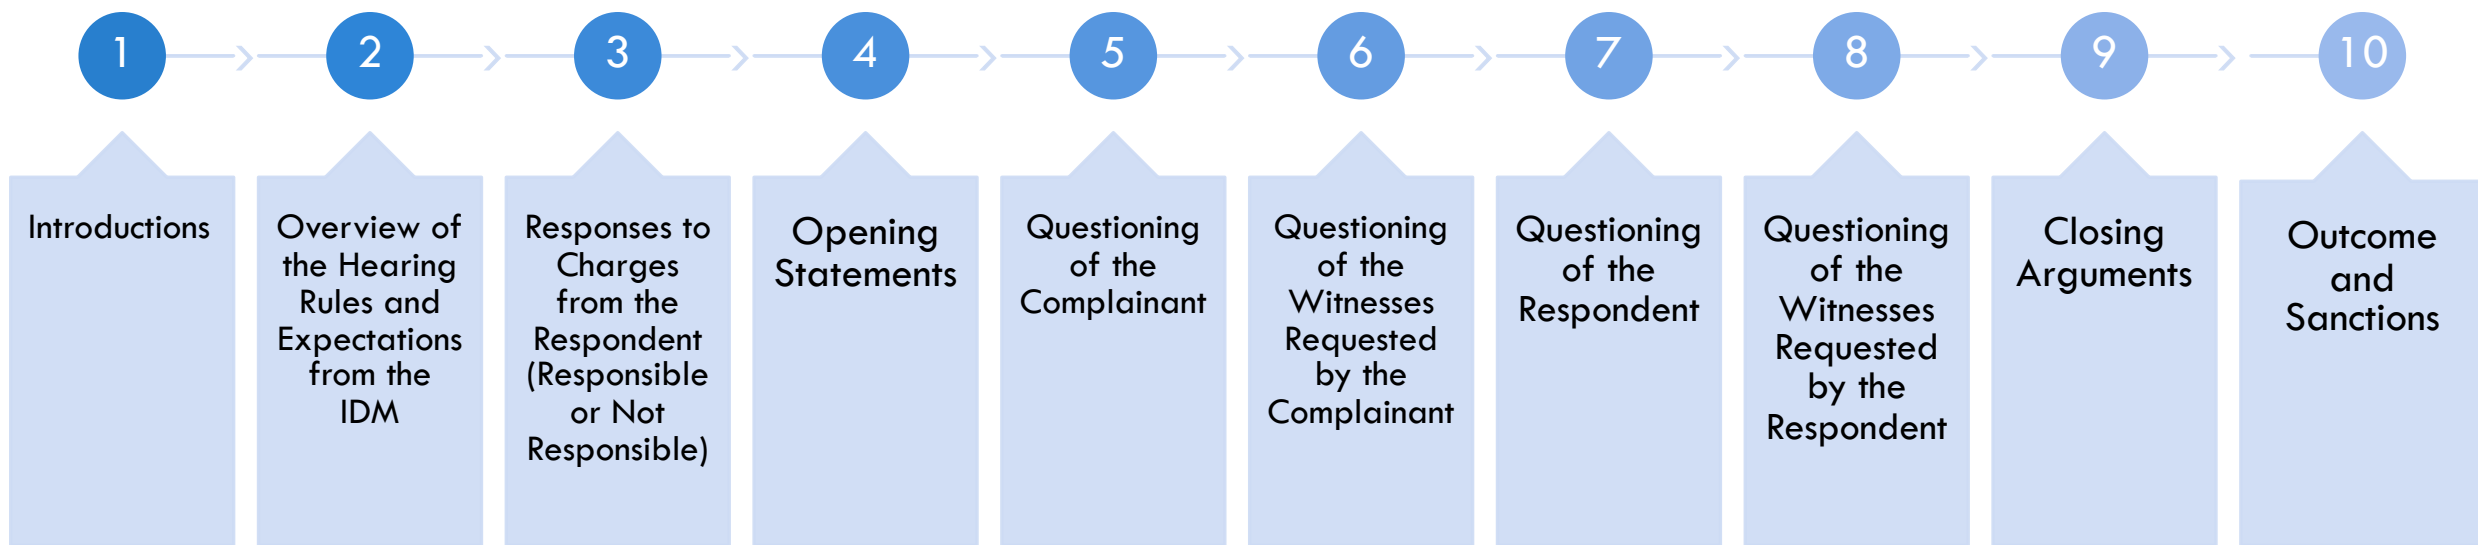 1
Introductions
2
Overview of
the Hearing
Rules and
Expectations
from the
IDM
3
Responses to
Charges
from the
Respondent
(Responsible
or Not
Responsible)
4
Opening
Statements
5
Questioning
of the
Complainant
6
Questioning
of the
Witnesses
Requested
by the
Complainant
7
Questioning
of the
Respondent
8
Questioning
of the
Witnesses
Requested
by the
Respondent
9
Closing
Arguments
10
Outcome
and
Sanctions